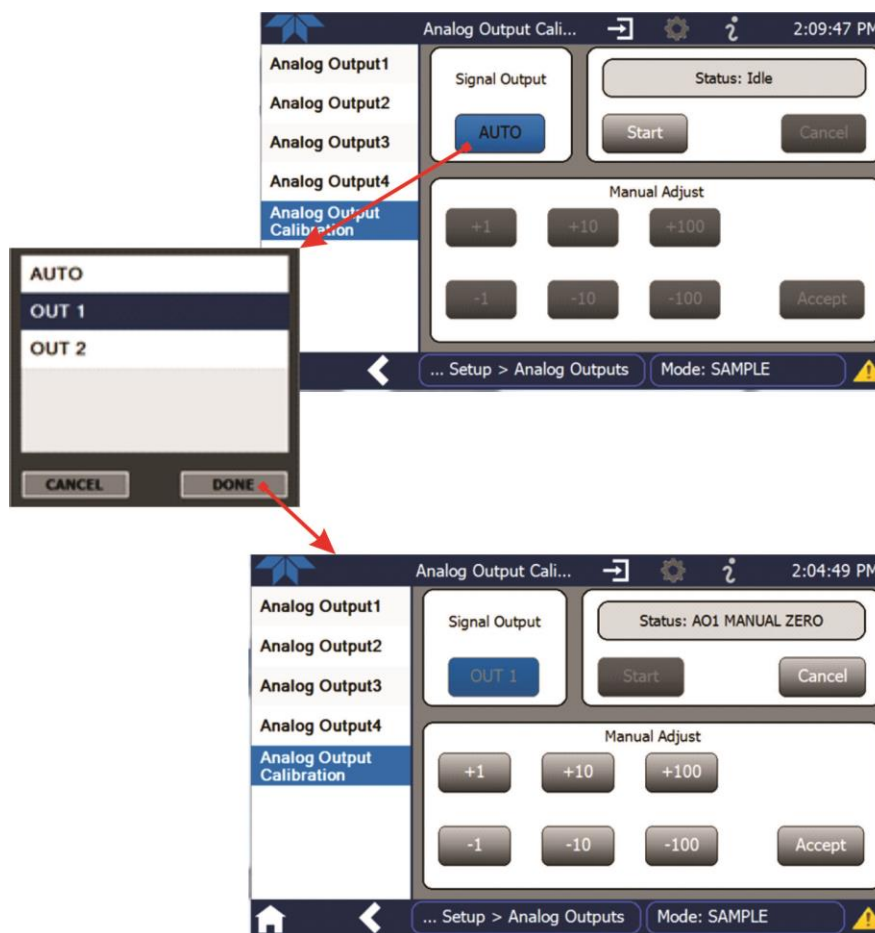 Analog Output Cali...
2:09:47 PM
Analog Output1
Analog Output2
Analog Output3
Analog Output4
Analog Output
Calibration
Signal Output
AUTO
Status: Idle
Start
Cancel
Manual Adjust
+1
+10
+100
-1
-10
-100
Accept
... Setup > Analog Outputs
Mode: SAMPLE
AUTO
OUT 1
OUT 2
CANCEL
DONE
Analog Output Cali...
2:04:49 PM
Analog Output1
Analog Output2
Analog Output3
Analog Output4
Analog Output
Calibration
Signal Output
OUT 1
Status: AO1 MANUAL ZERO
Start
Cancel
Manual Adjust
+1
+10
+100
-1
-10
-100
Accept
... Setup > Analog Outputs
Mode: SAMPLE